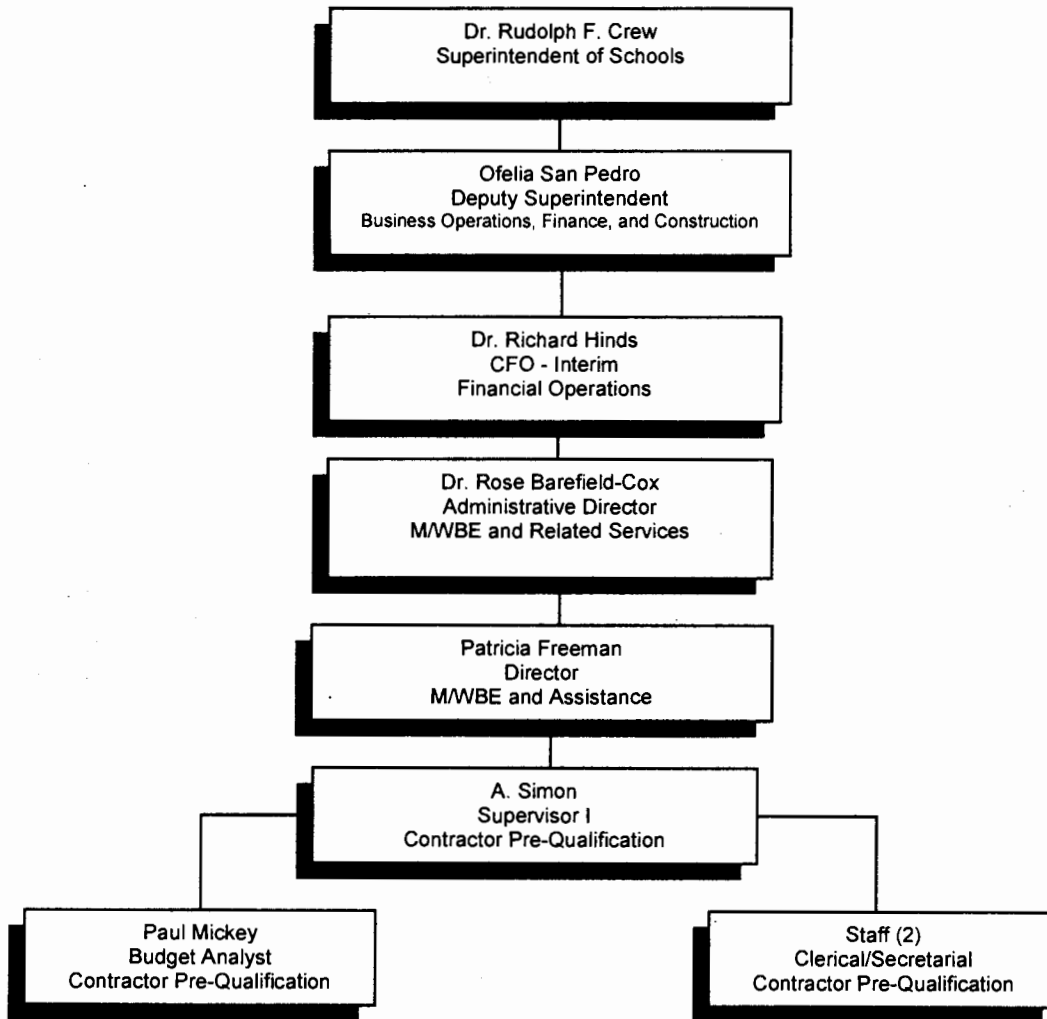 Dr. Rudolph F. Crew
Superintendent of Schools
Ofelia San Pedro
Deputy Superintendent
Business Operations, Finance, and Construction
Dr. Richard Hinds
CFO - Interim
Financial Operations
Dr. Rose Barefield-Cox
Administrative Director
M/WBE and Related Services
Patricia Freeman
Director
M/WBE and Assistance
A. Simon
Supervisor I
Contractor Pre-Qualification
Paul Mickey
Budget Analyst
Contractor Pre-Qualification
Staff (2)
Clerical/Secretarial
Contractor Pre-Qualification